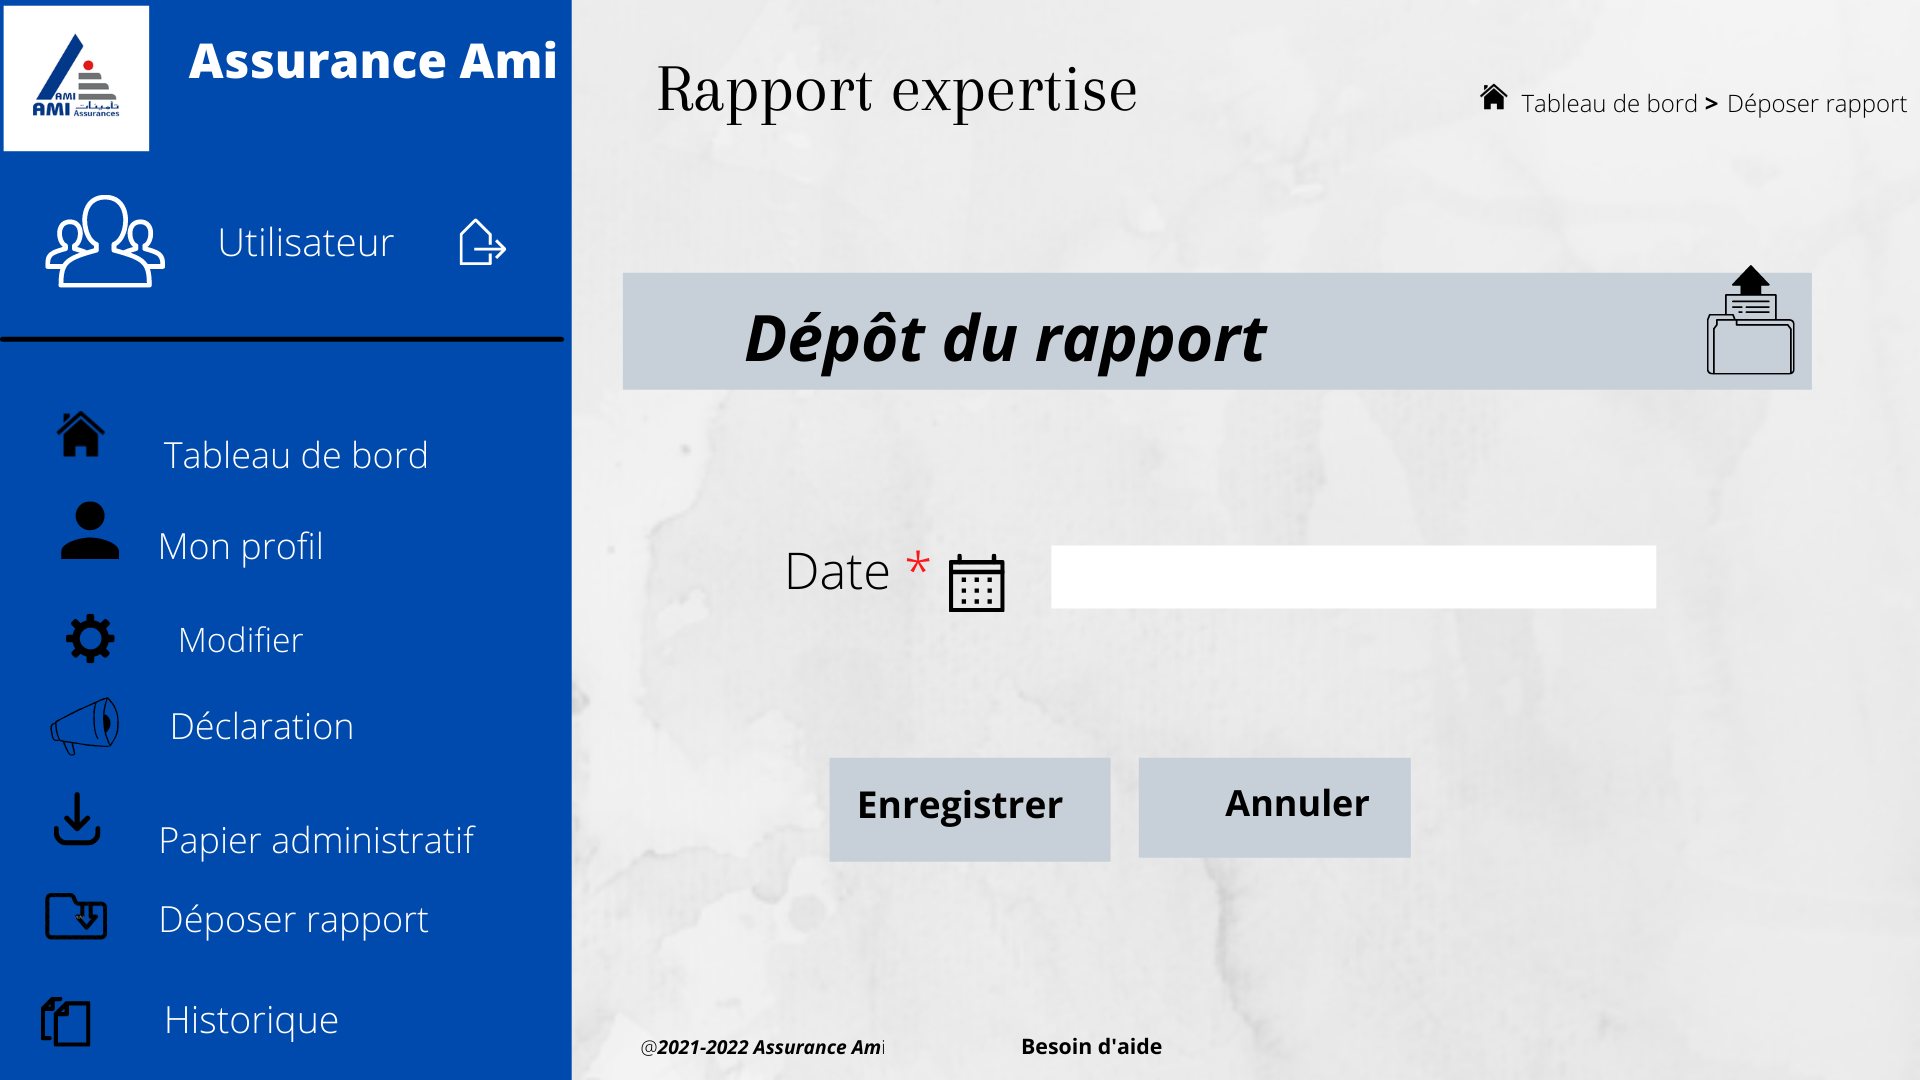 AMI
AMI تأمينات
Assurances
Assurance Ami
Utilisateur
Tableau de bord
Mon profil
Modifier
Déclaration
Papier administratif
Déposer rapport
Historique
Rapport expertise
Tableau de bord > Déposer rapport
Dépôt du rapport
Date *
Enregistrer
Annuler
@2021-2022 Assurance Ami
Besoin d'aide